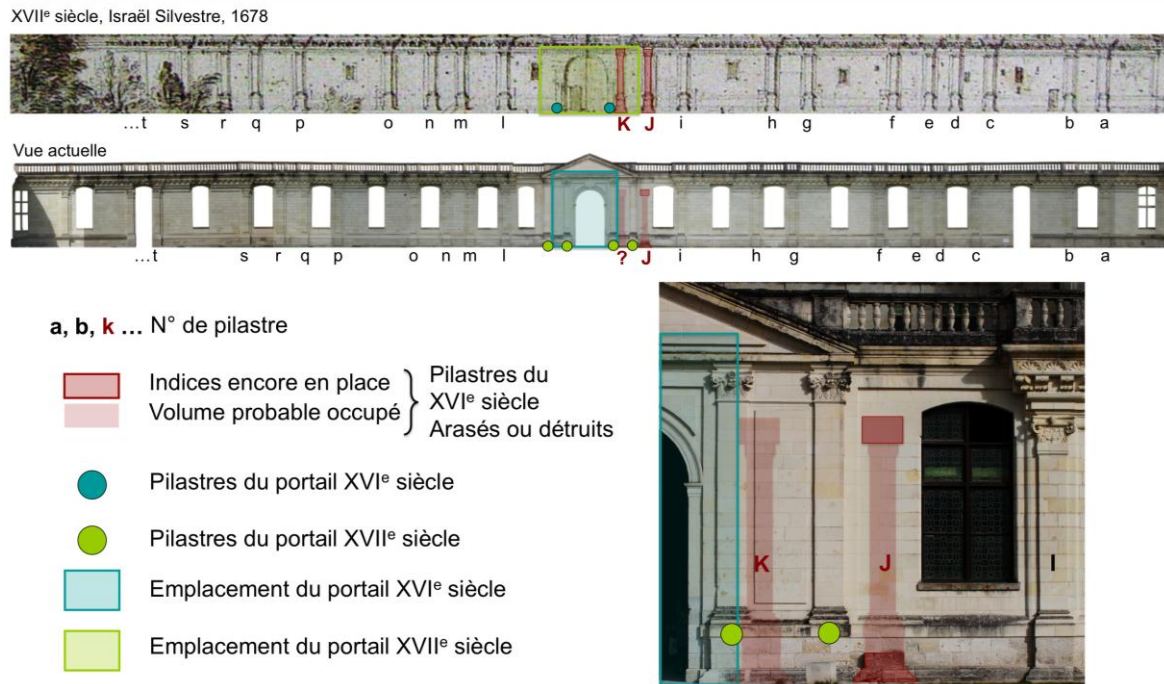 XVIIᵉ siècle, Israël Silvestre, 1678
...t s r q p o n m l K J i h g f e d c b a
Vue actuelle
...t s r q p o n m l ? J i h g f e d c b a
a, b, k ... N° de pilastre
Indices encore en place
Volume probable occupé
Pilastres du
XVIᵉ siècle
Arasés ou détruits
Pilastres du portail XVIᵉ siècle
Pilastres du portail XVIIᵉ siècle
Emplacement du portail XVIᵉ siècle
Emplacement du portail XVIIᵉ siècle
K J I